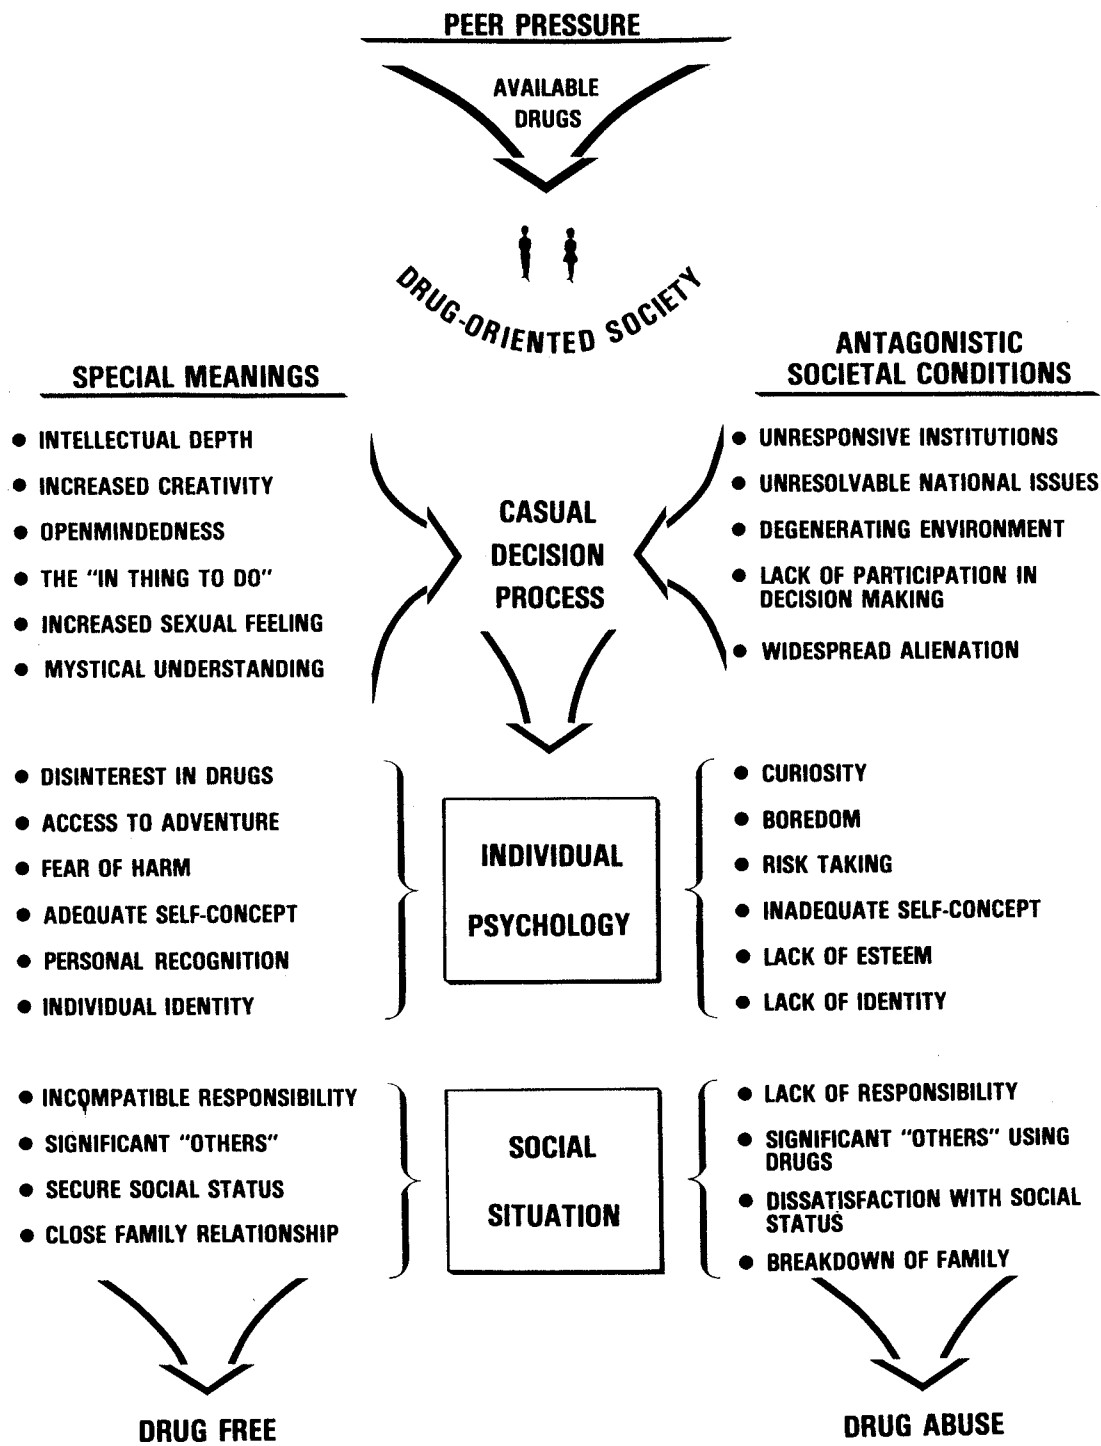 PEER PRESSURE
AVAILABLE
DRUGS
DRUG-ORIENTED SOCIETY
SPECIAL MEANINGS
● INTELLECTUAL DEPTH
● INCREASED CREATIVITY
● OPENMINDEDNESS
● THE "IN THING TO DO"
● INCREASED SEXUAL FEELING
● MYSTICAL UNDERSTANDING
CASUAL
DECISION
PROCESS
ANTAGONISTIC
SOCIETAL CONDITIONS
● UNRESPONSIVE INSTITUTIONS
● UNRESOLVABLE NATIONAL ISSUES
● DEGENERATING ENVIRONMENT
● LACK OF PARTICIPATION IN
DECISION MAKING
● WIDESPREAD ALIENATION
● DISINTEREST IN DRUGS
● ACCESS TO ADVENTURE
● FEAR OF HARM
● ADEQUATE SELF-CONCEPT
● PERSONAL RECOGNITION
● INDIVIDUAL IDENTITY
INDIVIDUAL
PSYCHOLOGY
● CURIOSITY
● BOREDOM
● RISK TAKING
● INADEQUATE SELF-CONCEPT
● LACK OF ESTEEM
● LACK OF IDENTITY
● INCOMPATIBLE RESPONSIBILITY
● SIGNIFICANT "OTHERS"
● SECURE SOCIAL STATUS
● CLOSE FAMILY RELATIONSHIP
SOCIAL
SITUATION
● LACK OF RESPONSIBILITY
● SIGNIFICANT "OTHERS" USING
DRUGS
● DISSATISFACTION WITH SOCIAL
STATUS
● BREAKDOWN OF FAMILY
DRUG FREE
DRUG ABUSE